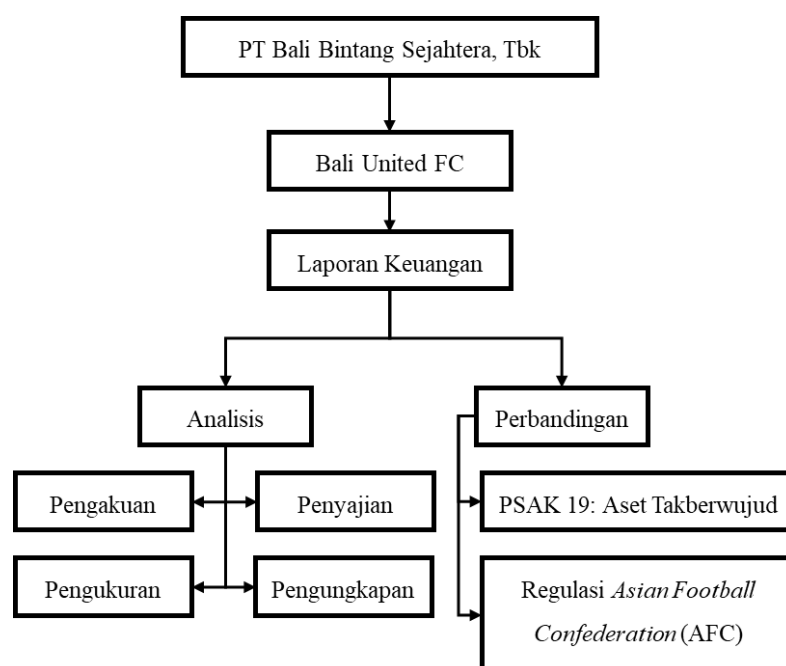 PT Bali Bintang Sejahtera, Tbk
Bali United FC
Laporan Keuangan
Analisis
Perbandingan
Pengakuan
Penyajian
PSAK 19: Aset Takberwujud
Pengukuran
Pengungkapan
Regulasi Asian Football
Confederation (AFC)